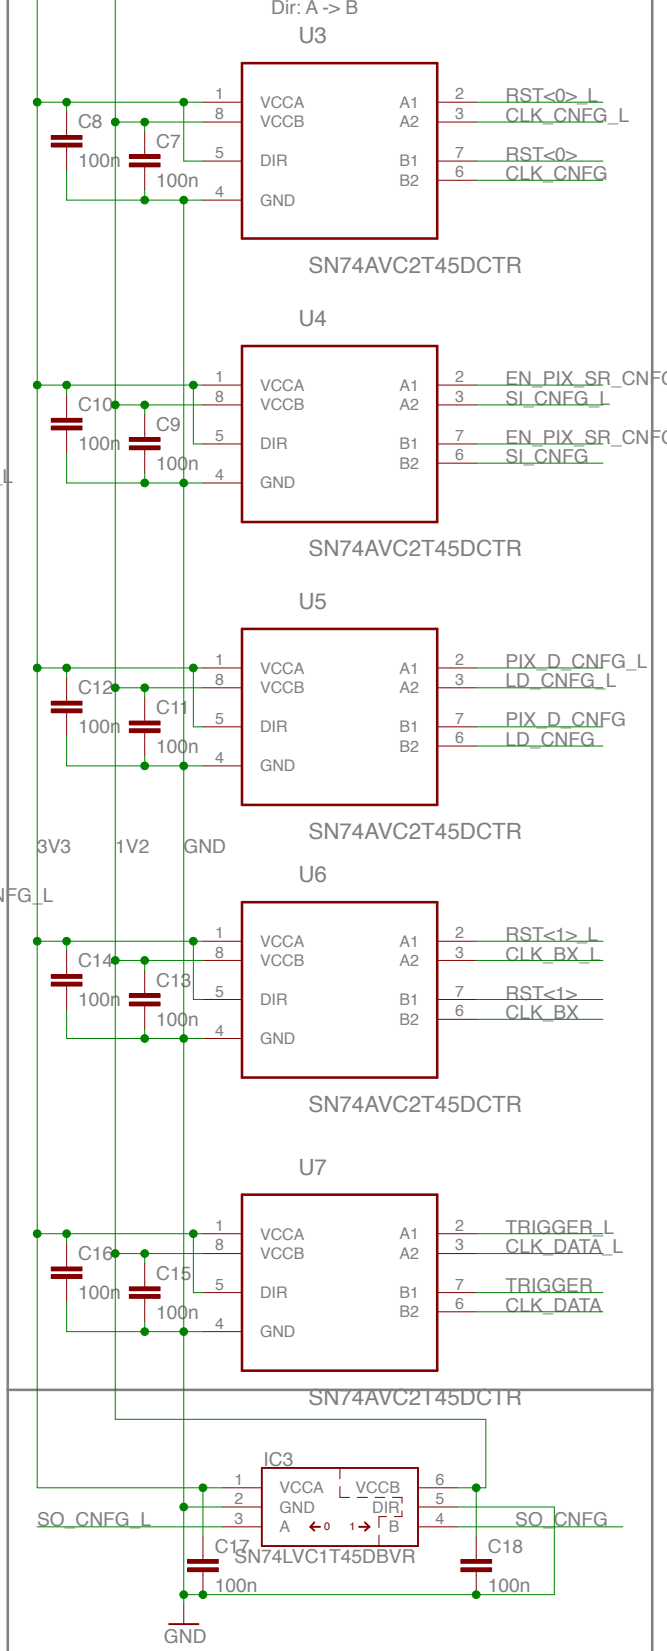 Dir: A -> B
U3
1 VCCA A1 2 RST<0>_L
8 VCCB A2 3 CLK_CNFG_L
C8
C7
100n
5 DIR B1 7 RST<0>
100n
B2 6 CLK_CNFG
4 GND
SN74AVC2T45DCTR
U4
1 VCCA A1 2 EN_PIX_SR_CNFG
C10 8 VCCB A2 3 SI_CNFG_L
C9
100n 5 DIR B1 7 EN_PIX_SR_CNFG
100n B2 6 SI_CNFG
_L
4 GND
SN74AVC2T45DCTR
U5
1 VCCA A1 2 PIX_D_CNFG_L
C12 8 VCCB A2 3 LD_CNFG_L
C11
100n 5 DIR B1 7 PIX_D_CNFG
100n B2 6 LD_CNFG
4 GND
SN74AVC2T45DCTR
3V3 1V2 GND
U6
NFG_L
1 VCCA A1 2 RST<1>_L
C14 8 VCCB A2 3 CLK_BX_L
C13
100n 5 DIR B1 7 RST<1>
100n B2 6 CLK_BX
4 GND
SN74AVC2T45DCTR
U7
1 VCCA A1 2 TRIGGER_L
C16 8 VCCB A2 3 CLK_DATA_L
C15
100n 5 DIR B1 7 TRIGGER
100n B2 6 CLK_DATA
4 GND
SN74AVC2T45DCTR
IC3
1 VCCA VCCB 6
2 GND DIR 5
SO_CNFG_L 3 A ←0 1→ B 4 SO_CNFG
C17 C18
SN74LVC1T45DBVR
100n 100n
GND